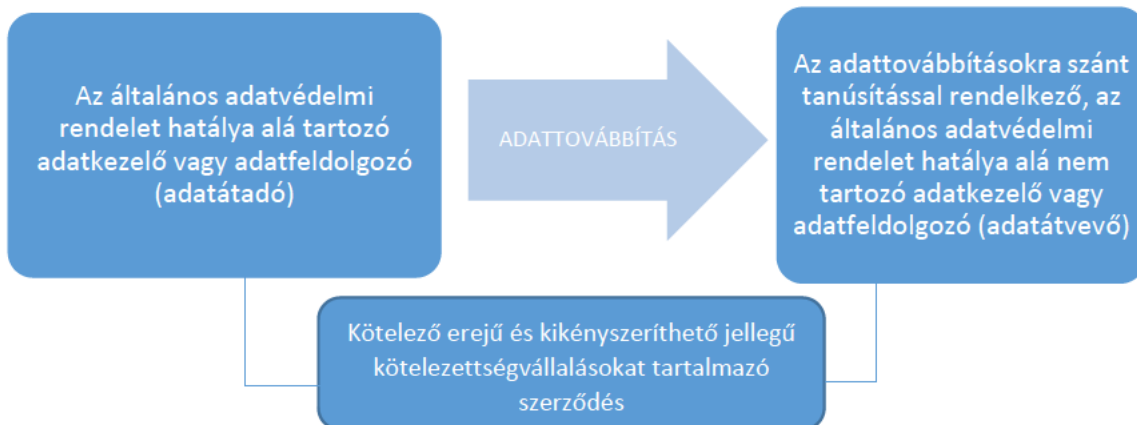 Az általános adatvédelmi
rendelet hatálya alá tartozó
adatkezelő vagy adatfeldolgozó
(adatátadó)
ADATTOVÁBBÍTÁS
Az adattovábbításokra szánt
tanúsítással rendelkező, az
általános adatvédelmi
rendelet hatálya alá nem
tartozó adatkezelő vagy
adatfeldolgozó (adatátvevő)
Kötelező erejű és kikényszeríthető jellegű
kötelezettségvállalásokat tartalmazó
szerződés